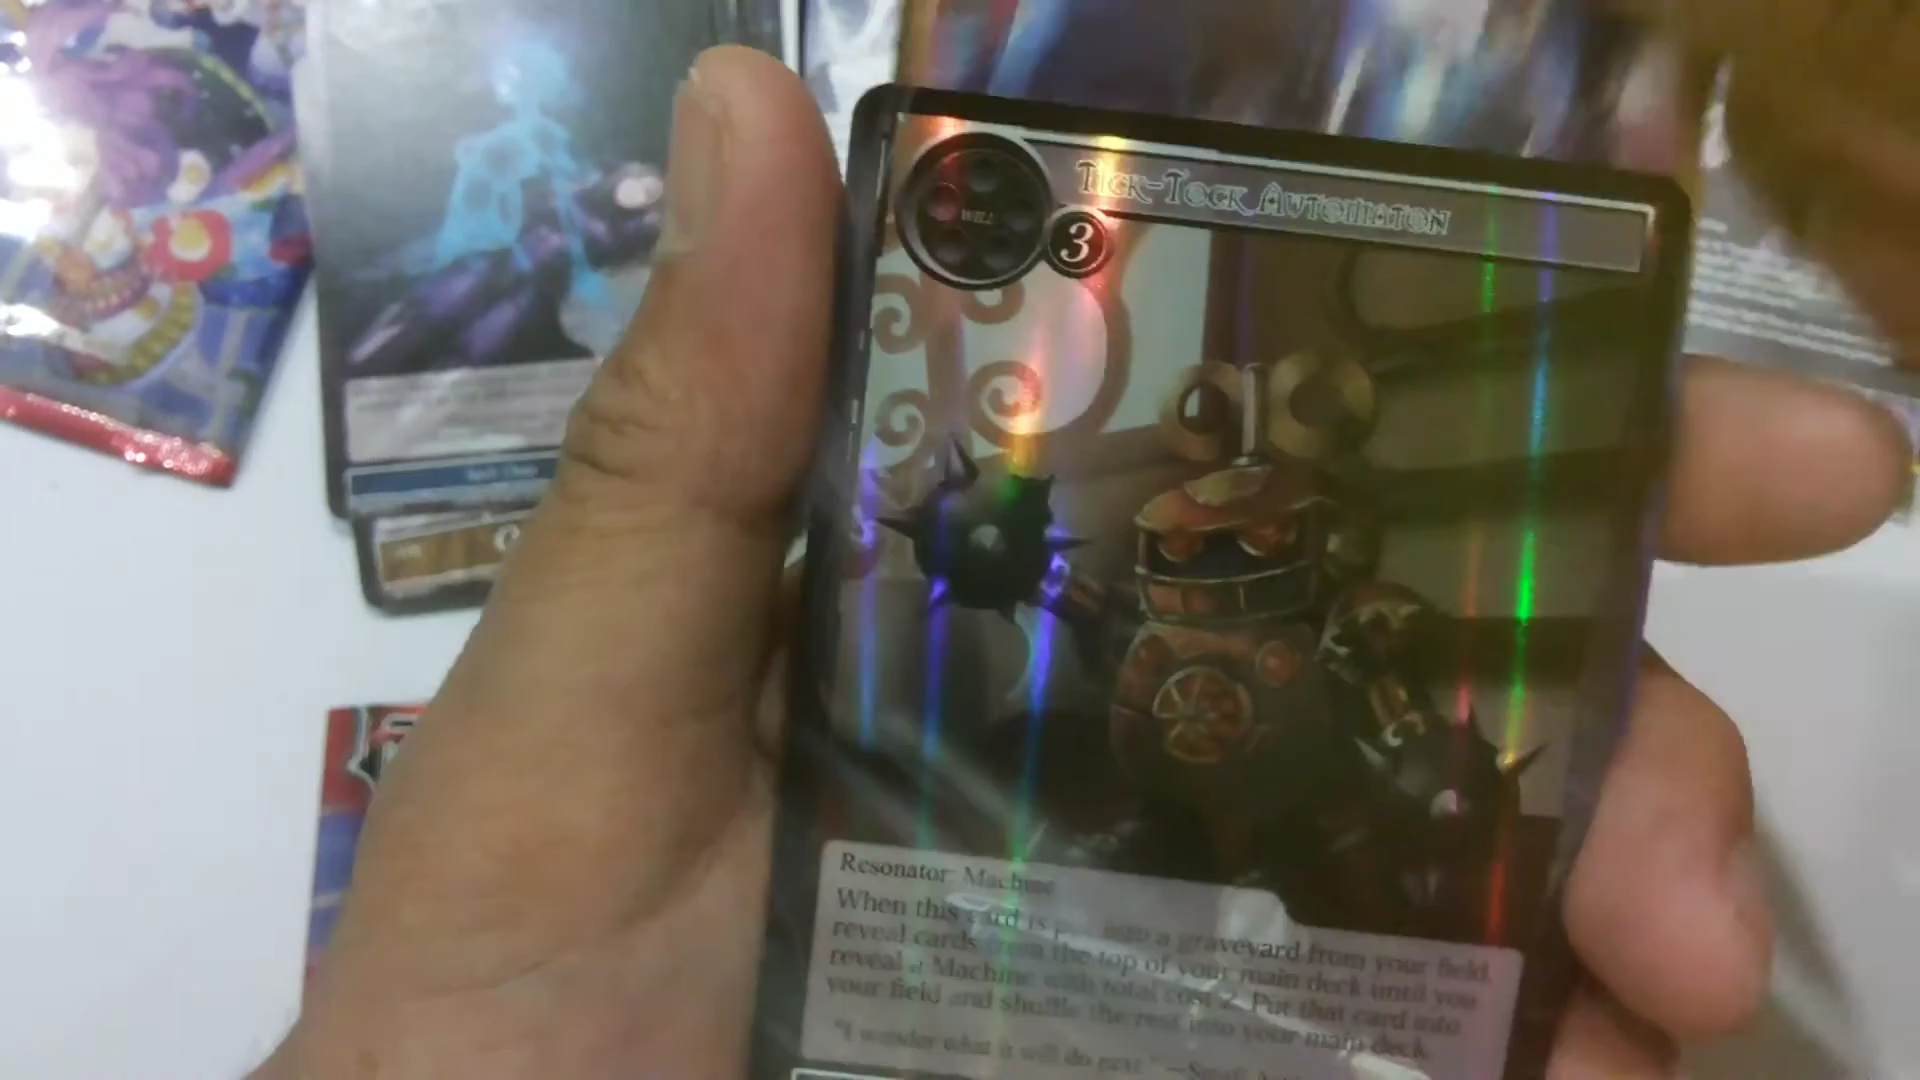 Tick-Tock Automaton
WILL
3
Resonator: Machine
When this card is put into a graveyard from your field,
reveal cards from the top of your main deck until you
reveal a Machine with total cost 2. Put that card into
your field and shuffle the rest into your main deck.
"I wonder what it will do next." —